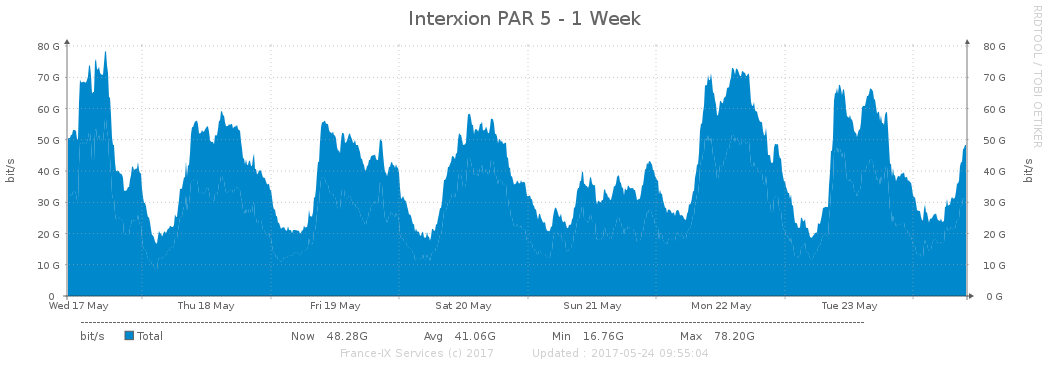 Interxion PAR 5 - 1 Week
RRDTOOL / TOBI OETIKER
bit/s
80 G 80 G
70 G 70 G
60 G 60 G
50 G 50 G
40 G 40 G
30 G 30 G
20 G 20 G
10 G 10 G
0 0 G
bit/s
Wed 17 May Thu 18 May Fri 19 May Sat 20 May Sun 21 May Mon 22 May Tue 23 May
bit/s Total Now 48.28G Avg 41.06G Min 16.76G Max 78.20G
France-IX Services (c) 2017 Updated : 2017-05-24 09:55:04